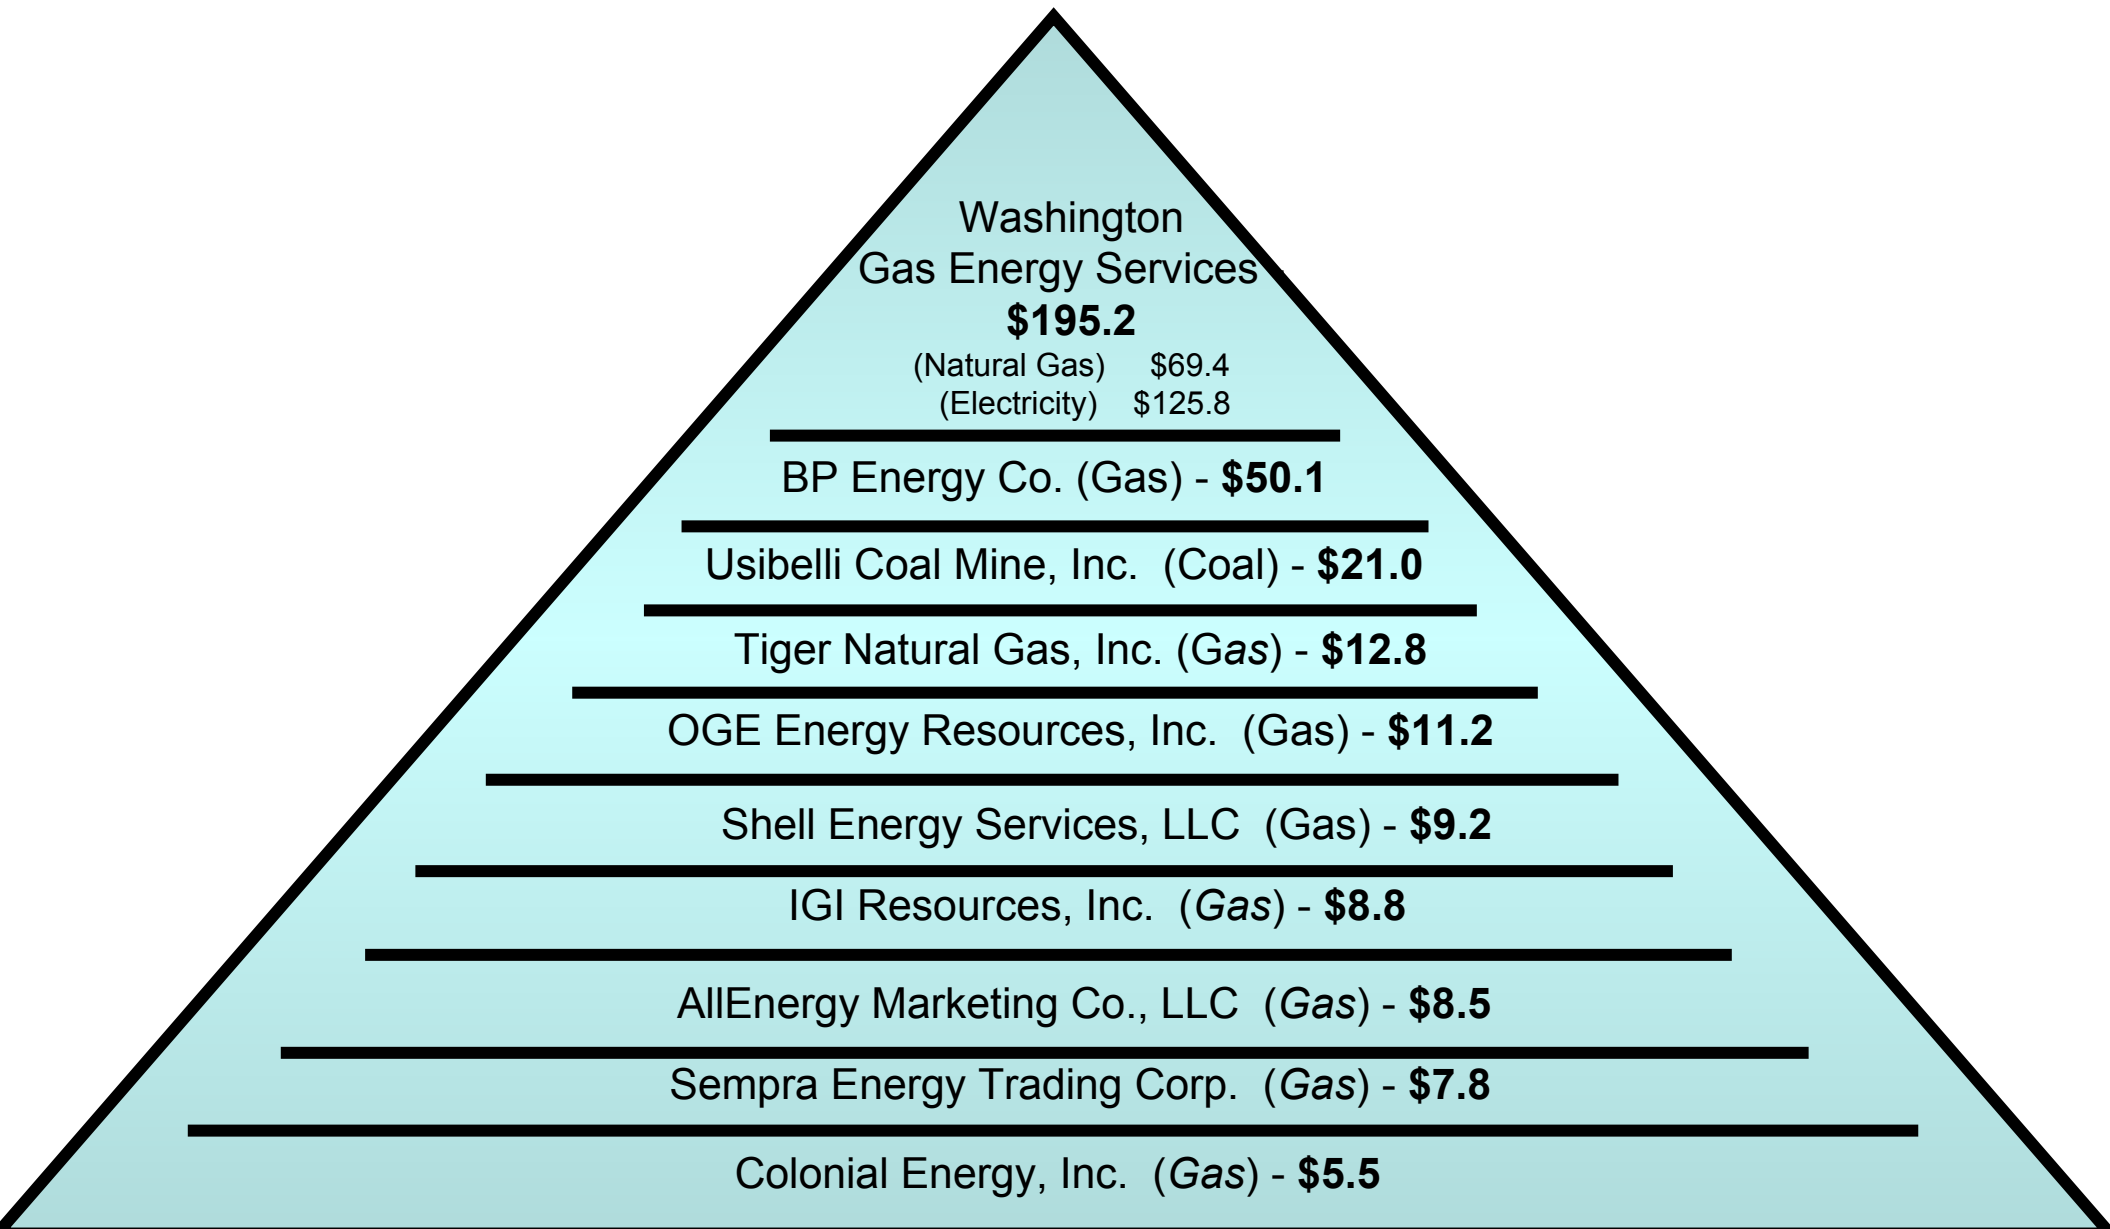 Washington
Gas Energy Services
$195.2
(Natural Gas) $69.4
(Electricity) $125.8
BP Energy Co. (Gas) - $50.1
Usibelli Coal Mine, Inc. (Coal) - $21.0
Tiger Natural Gas, Inc. (Gas) - $12.8
OGE Energy Resources, Inc. (Gas) - $11.2
Shell Energy Services, LLC (Gas) - $9.2
IGI Resources, Inc. (Gas) - $8.8
AllEnergy Marketing Co., LLC (Gas) - $8.5
Sempra Energy Trading Corp. (Gas) - $7.8
Colonial Energy, Inc. (Gas) - $5.5